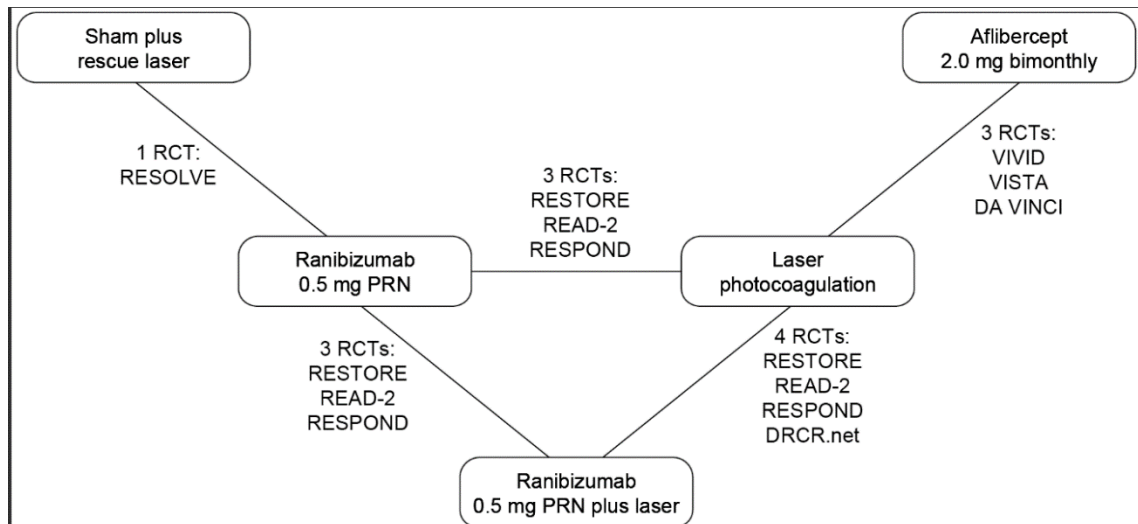 Sham plus
rescue laser
Aflibercept
2.0 mg bimonthly
1 RCT:
RESOLVE
3 RCTs:
RESTORE
READ-2
RESPOND
3 RCTs:
VIVID
VISTA
DA VINCI
Ranibizumab
0.5 mg PRN
Laser
photocoagulation
3 RCTs:
RESTORE
READ-2
RESPOND
4 RCTs:
RESTORE
READ-2
RESPOND
DRCR.net
Ranibizumab
0.5 mg PRN plus laser